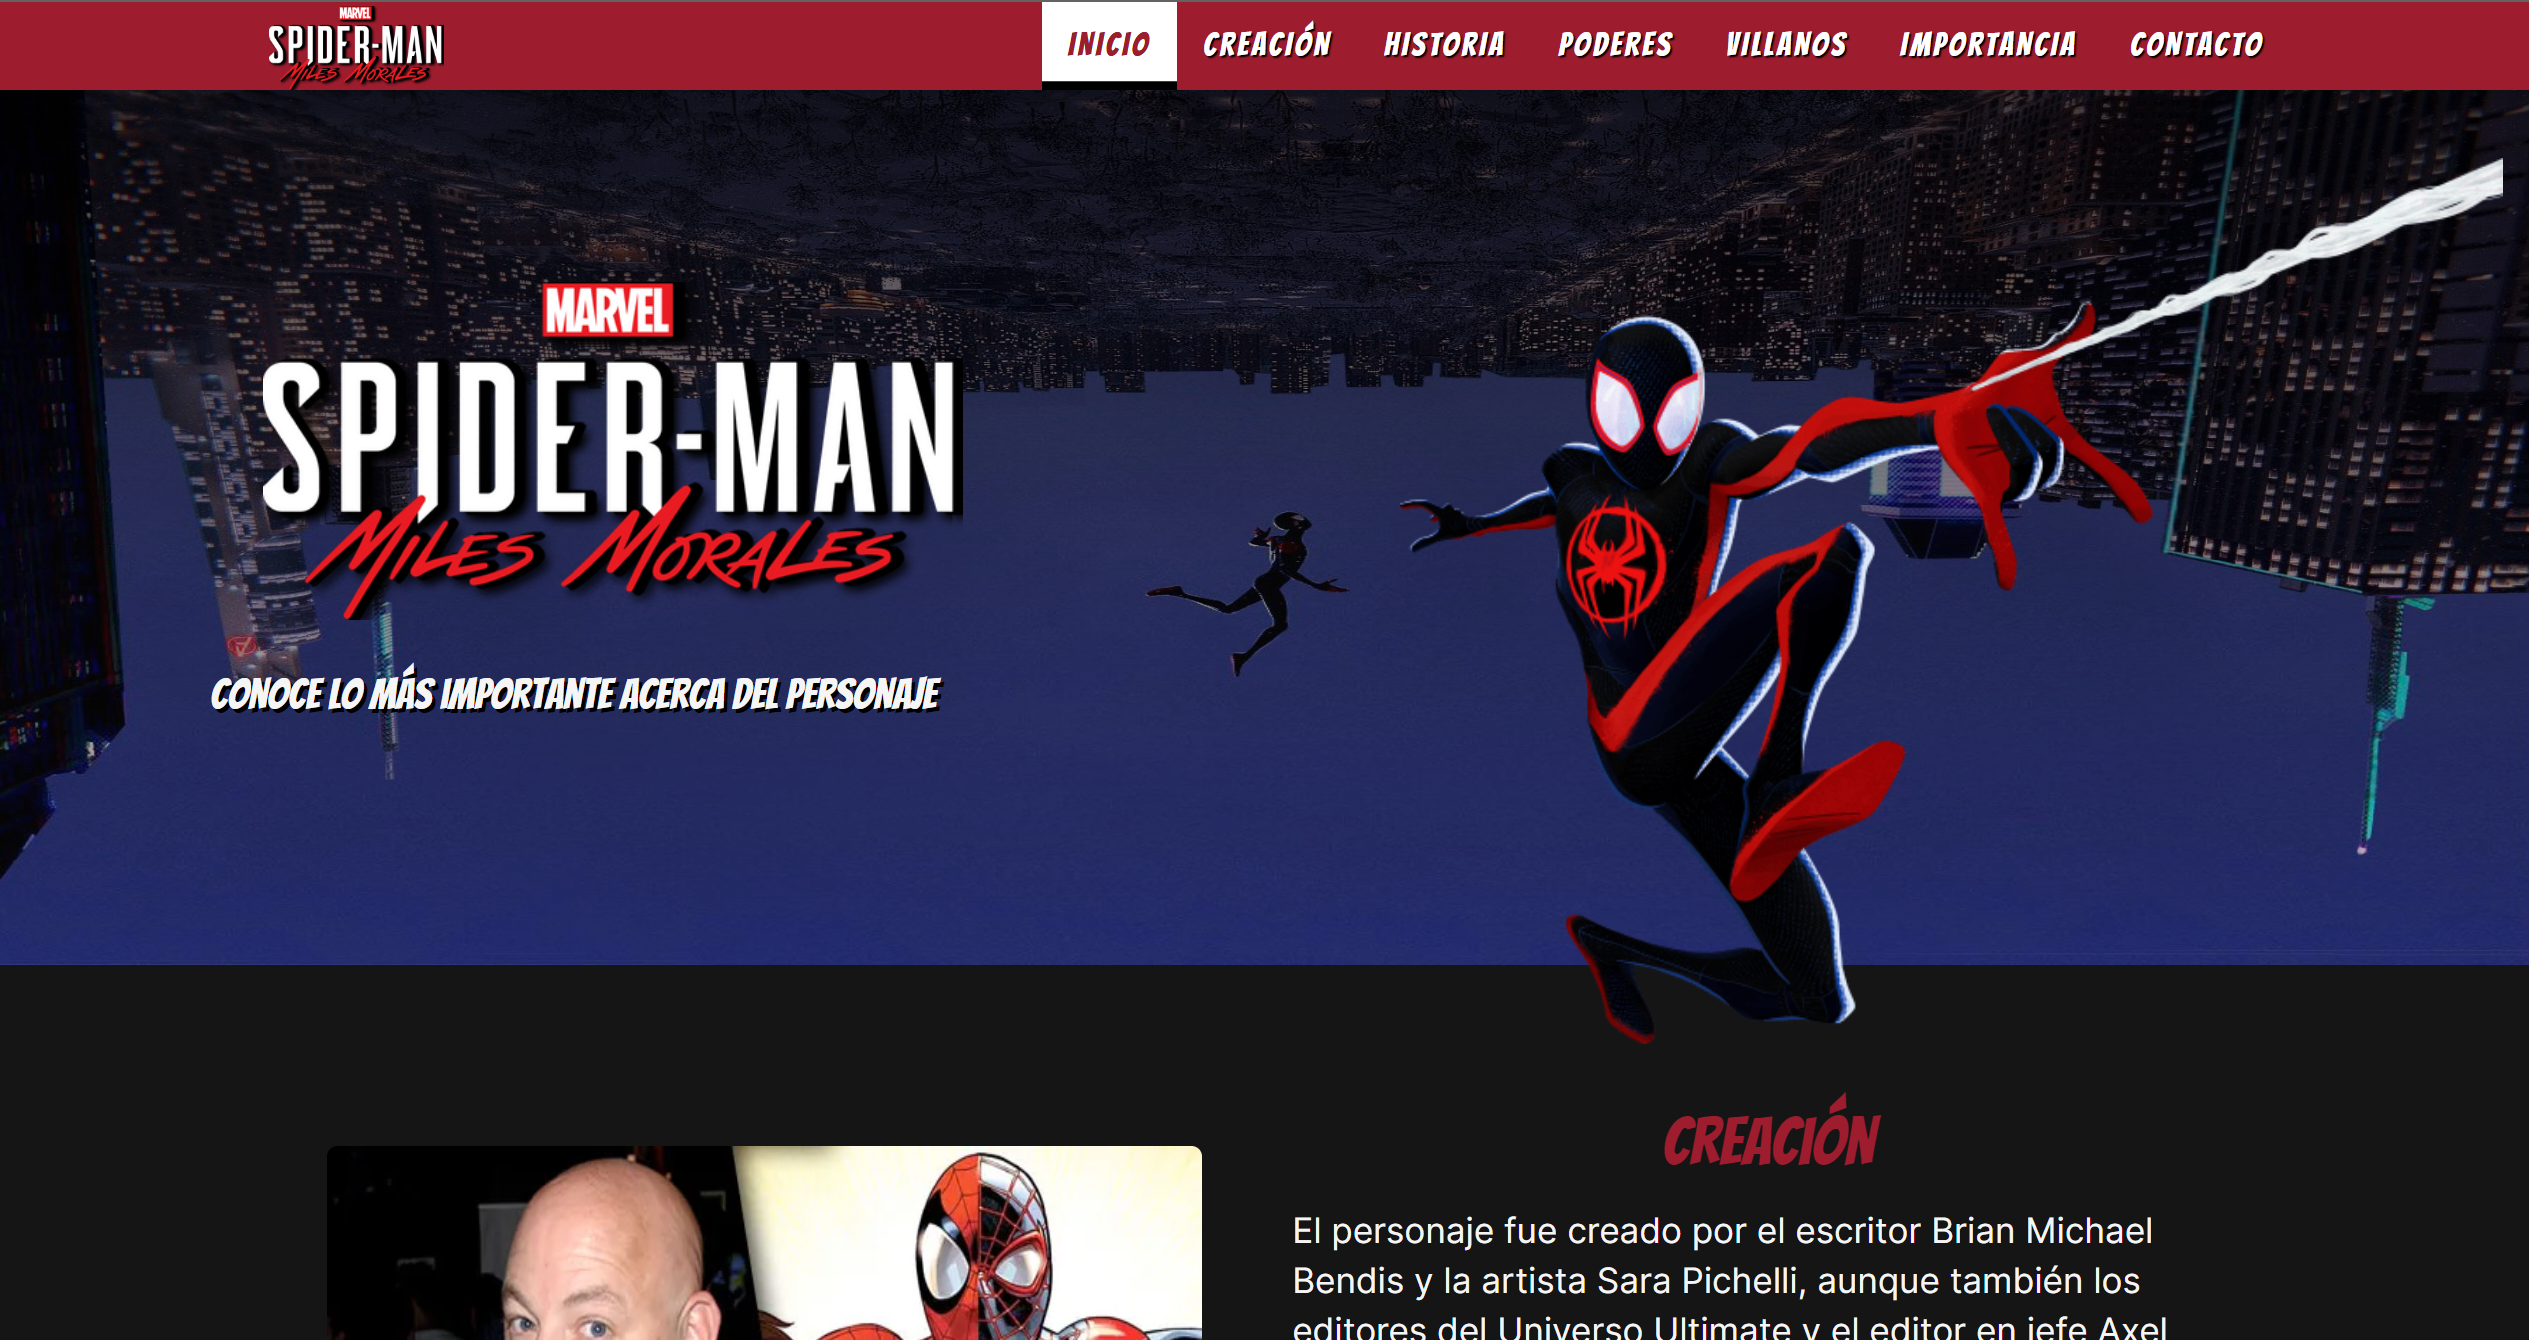 MARVEL
SPIDER-MAN
MILES MORALES
INICIO
CREACIÓN
HISTORIA
PODERES
VILLANOS
IMPORTANCIA
CONTACTO
MARVEL
SPIDER-MAN
MILES MORALES
CONOCE LO MÁS IMPORTANTE ACERCA DEL PERSONAJE
CREACIÓN
El personaje fue creado por el escritor Brian Michael
Bendis y la artista Sara Pichelli, aunque también los
editores del Universo Ultimate y el editor en jefe Axel